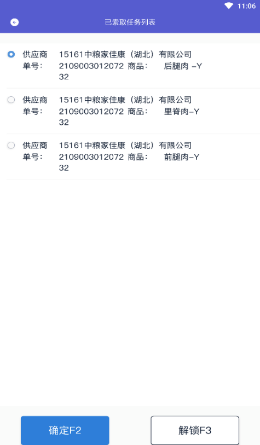 11:06
已索取任务列表
供应商 15161中粮家佳康（湖北）有限公司
单号： 2109003012072 商品： 后腿肉 -Y
32
供应商 15161中粮家佳康（湖北）有限公司
单号： 2109003012072 商品： 里脊肉 -Y
32
供应商 15161中粮家佳康（湖北）有限公司
单号： 2109003012072 商品： 前腿肉-Y
32
确定F2 解锁F3